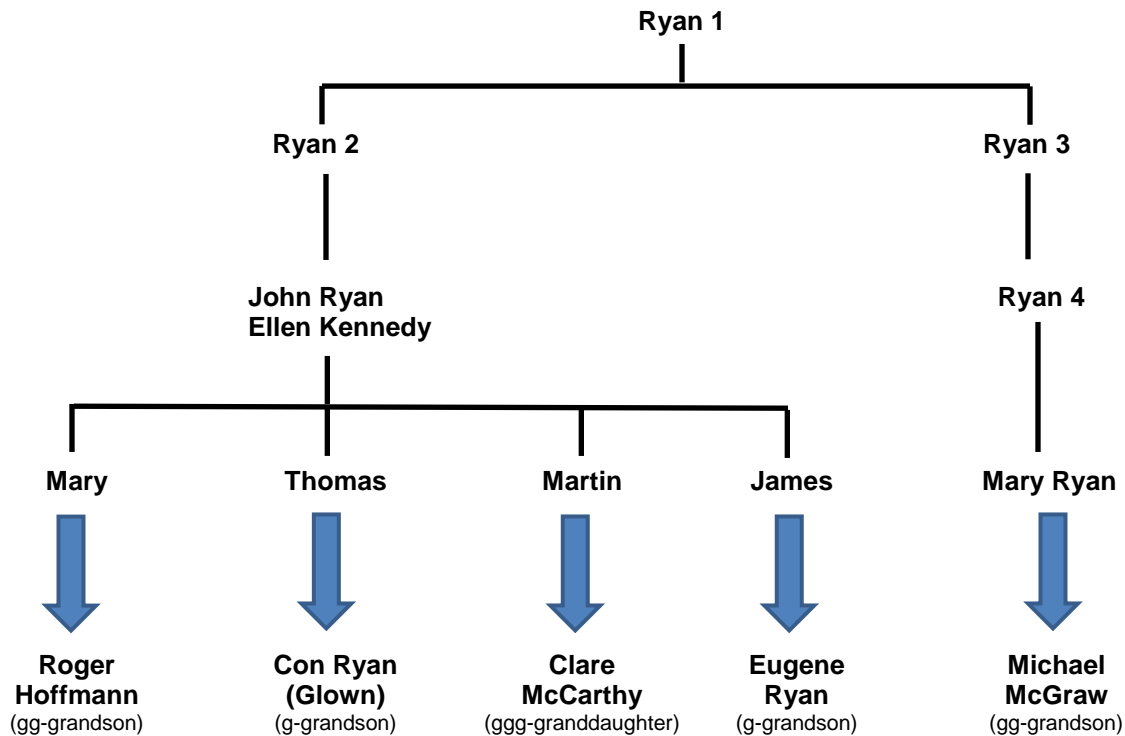 Ryan 1
Ryan 2
Ryan 3
John Ryan
Ellen Kennedy
Ryan 4
Mary
Thomas
Martin
James
Mary Ryan
Roger
Hoffmann
(gg-grandson)
Con Ryan
(Glown)
(g-grandson)
Clare
McCarthy
(ggg-granddaughter)
Eugene
Ryan
(g-grandson)
Michael
McGraw
(gg-grandson)